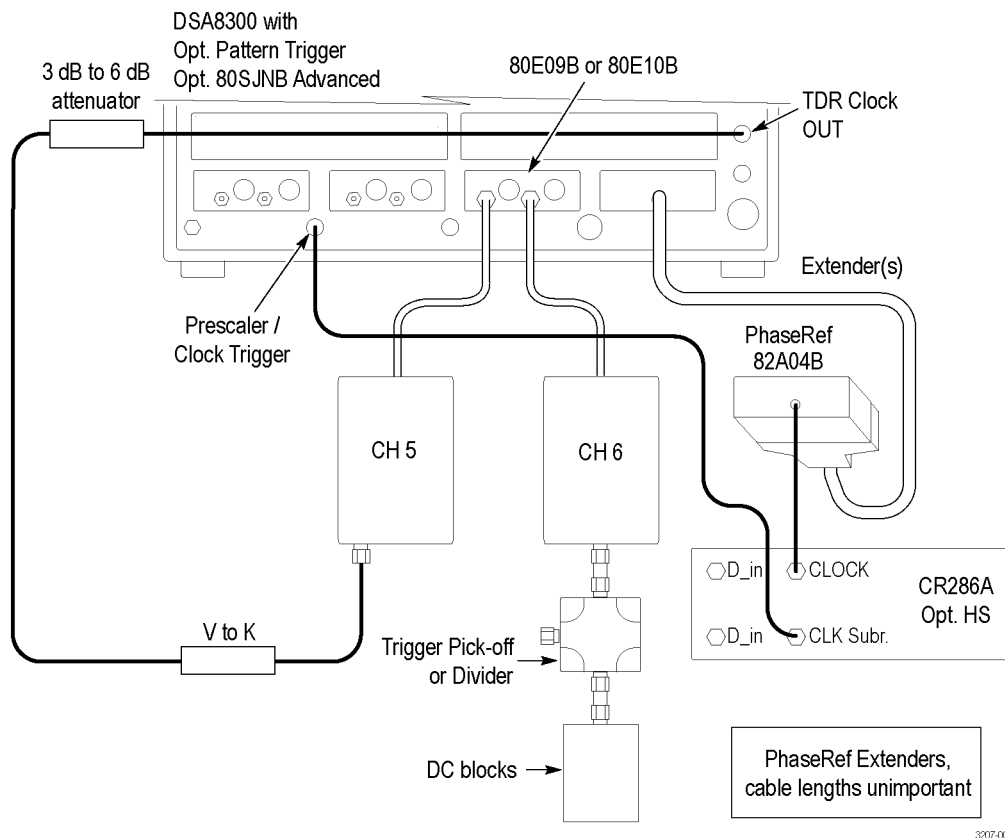 DSA8300 with
Opt. Pattern Trigger
Opt. 80SJNB Advanced
3 dB to 6 dB
attenuator
80E09B or 80E10B
TDR Clock
OUT
Extender(s)
Prescaler /
Clock Trigger
PhaseRef
82A04B
CH 5
CH 6
D_in
CLOCK
CR286A
Opt. HS
D_in
CLK Subr.
V to K
Trigger Pick-off
or Divider
DC blocks
PhaseRef Extenders,
cable lengths unimportant